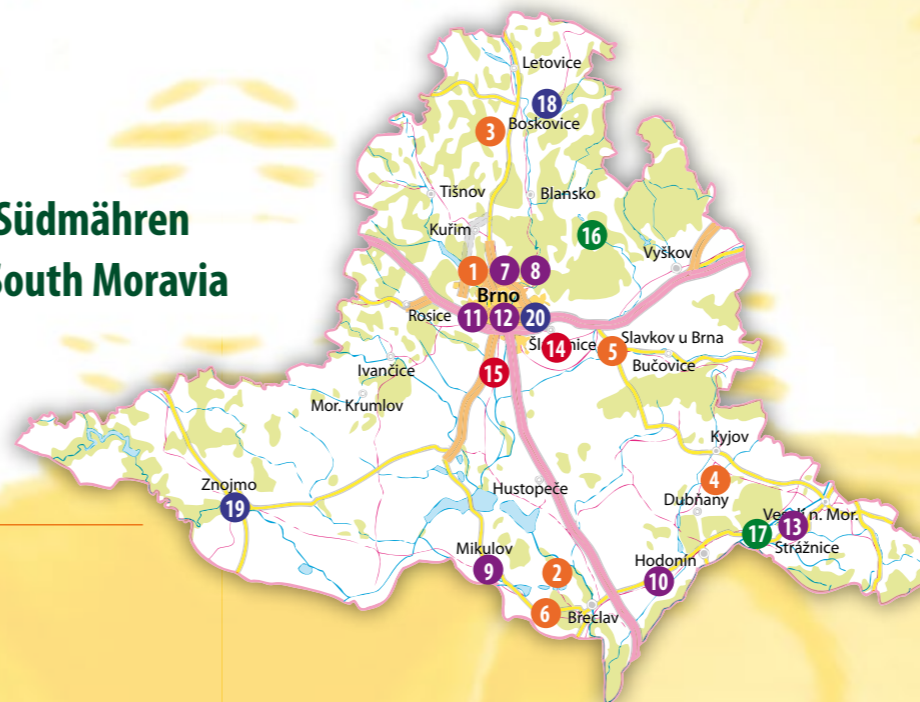 Letovice
18
3
Boskovice
Südmähren
Tišnov
Blansko
Kuřim
16
Vyškov
South Moravia
1
7
8
Brno
Rosice
11
12
20
14
5
Slavkov u Brna
Bučovice
15
Ivančice
Mor. Krumlov
Kyjov
4
Znojmo
19
Hustopeče
Dubňany
17
13
n. Mor.
Strážnice
Mikulov
9
2
Hodonín
10
6
Břeclav